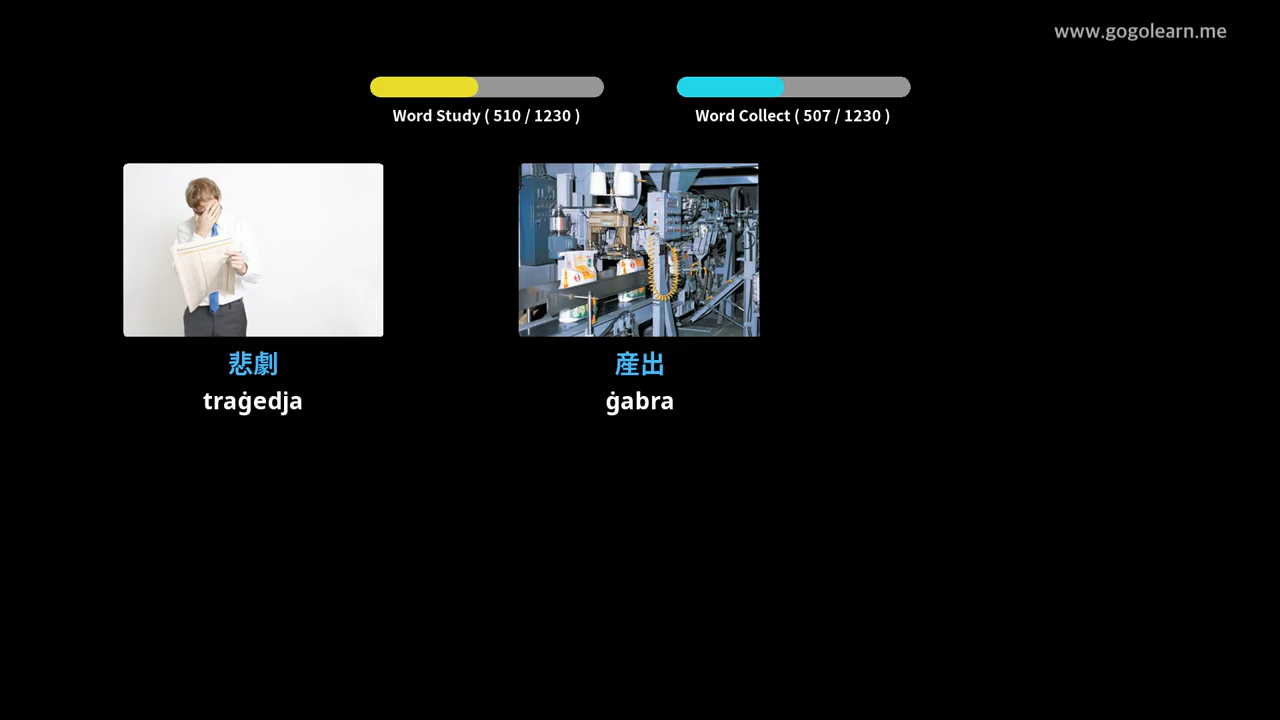 www.gogolearn.me
Word Study ( 510 / 1230 )
Word Collect ( 507 / 1230 )
悲劇
traġedja
産出
ġabra